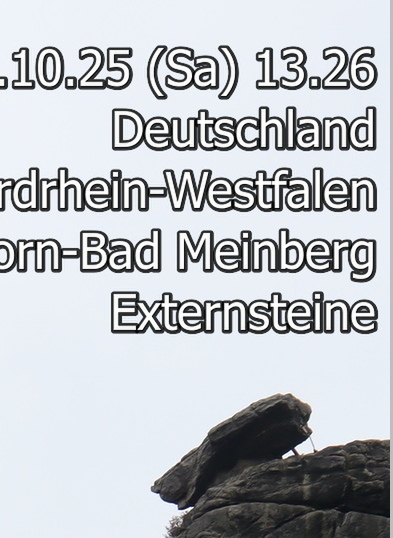 .10.25 (Sa) 13.26
Deutschland
rdrhein-Westfalen
orn-Bad Meinberg
Externsteine